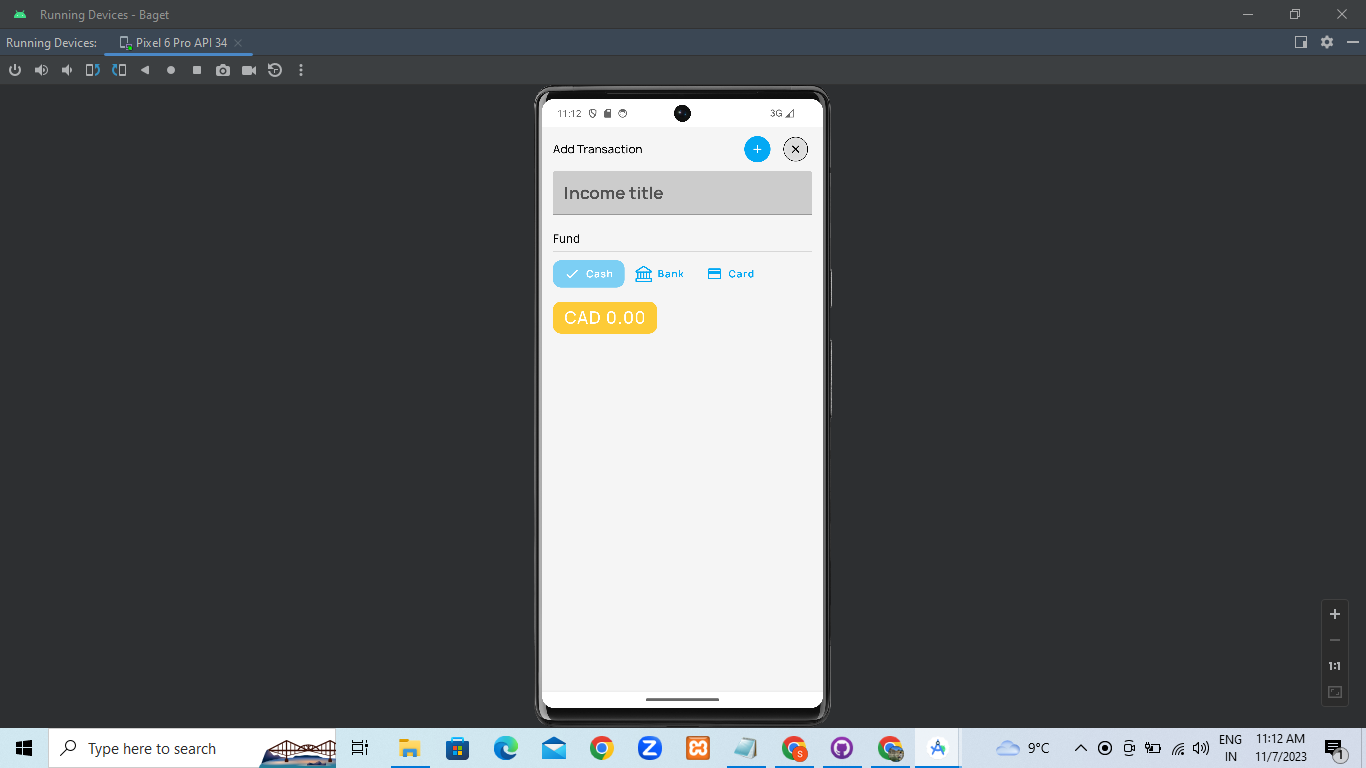 Running Devices - Baget
Running Devices: Pixel 6 Pro API 34
11:12 3G
Add Transaction
Income title
Fund
Cash Bank Card
CAD 0.00
1:1
Type here to search
Z
S
9°C
ENG
IN
11:12 AM
11/7/2023
1